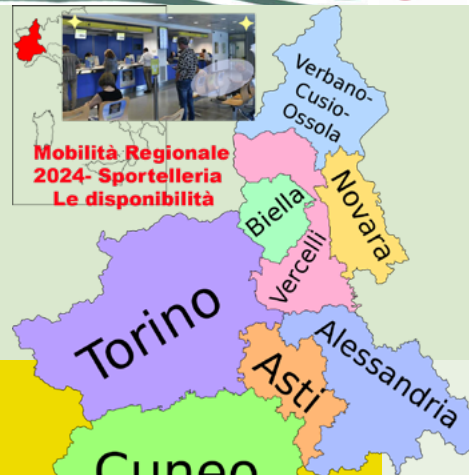 Verbano-
Cusio-
Ossola
Mobilità Regionale
2024- Sportelleria
Le disponibilità
Biella
Novara
Vercelli
Torino
Alessandria
Asti
Cuneo